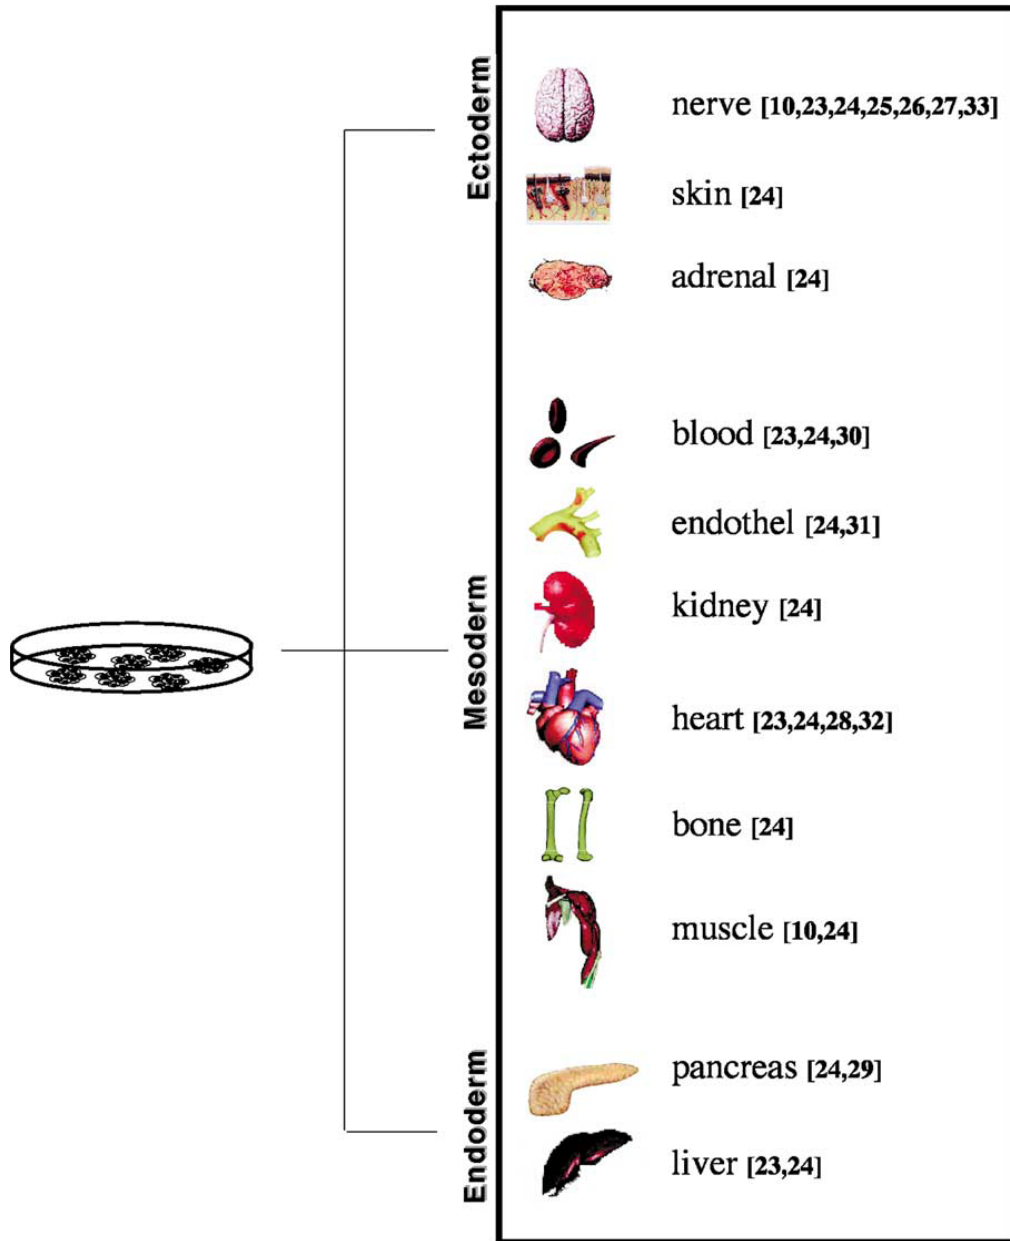 Ectoderm
nerve [10,23,24,25,26,27,33]
skin [24]
adrenal [24]
Mesoderm
blood [23,24,30]
endothel [24,31]
kidney [24]
heart [23,24,28,32]
bone [24]
muscle [10,24]
Endoderm
pancreas [24,29]
liver [23,24]